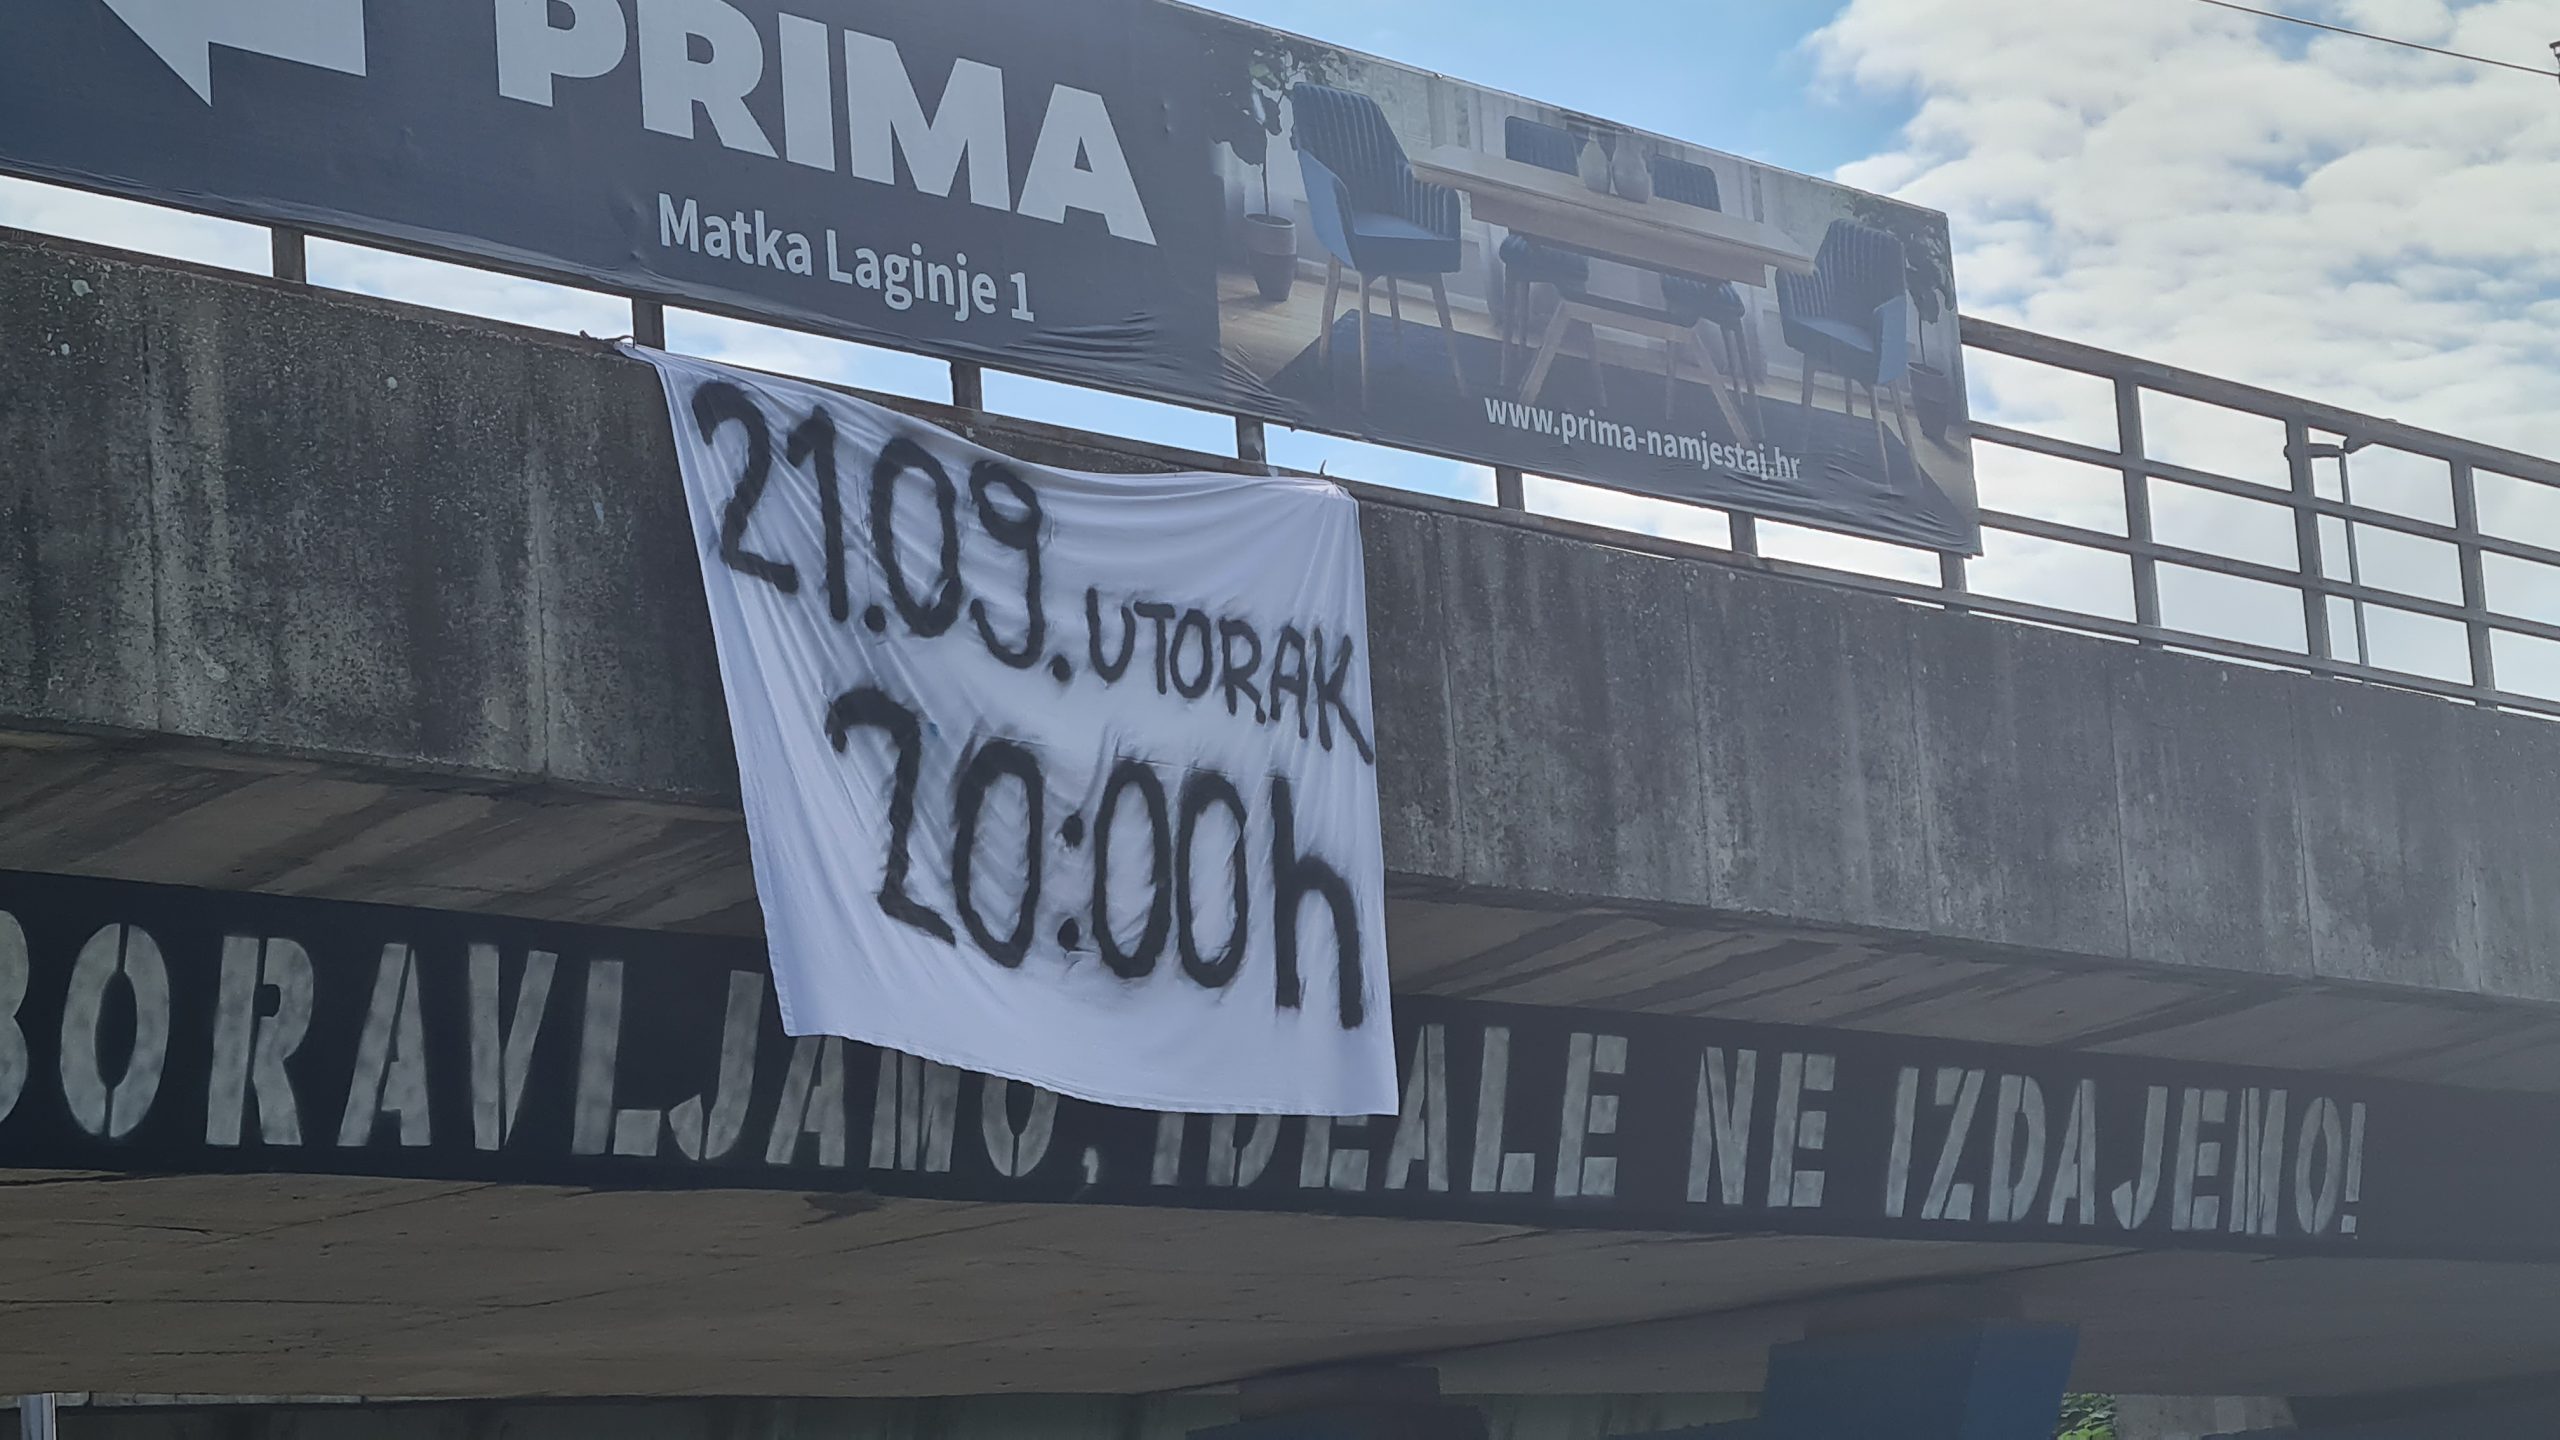 PRIMA
Matka Laginje 1
www.prima-namjestaj.hr
21.09. UTORAK
20:00h
BORAVLJAMO, IDEALE NE IZDAJEMO!